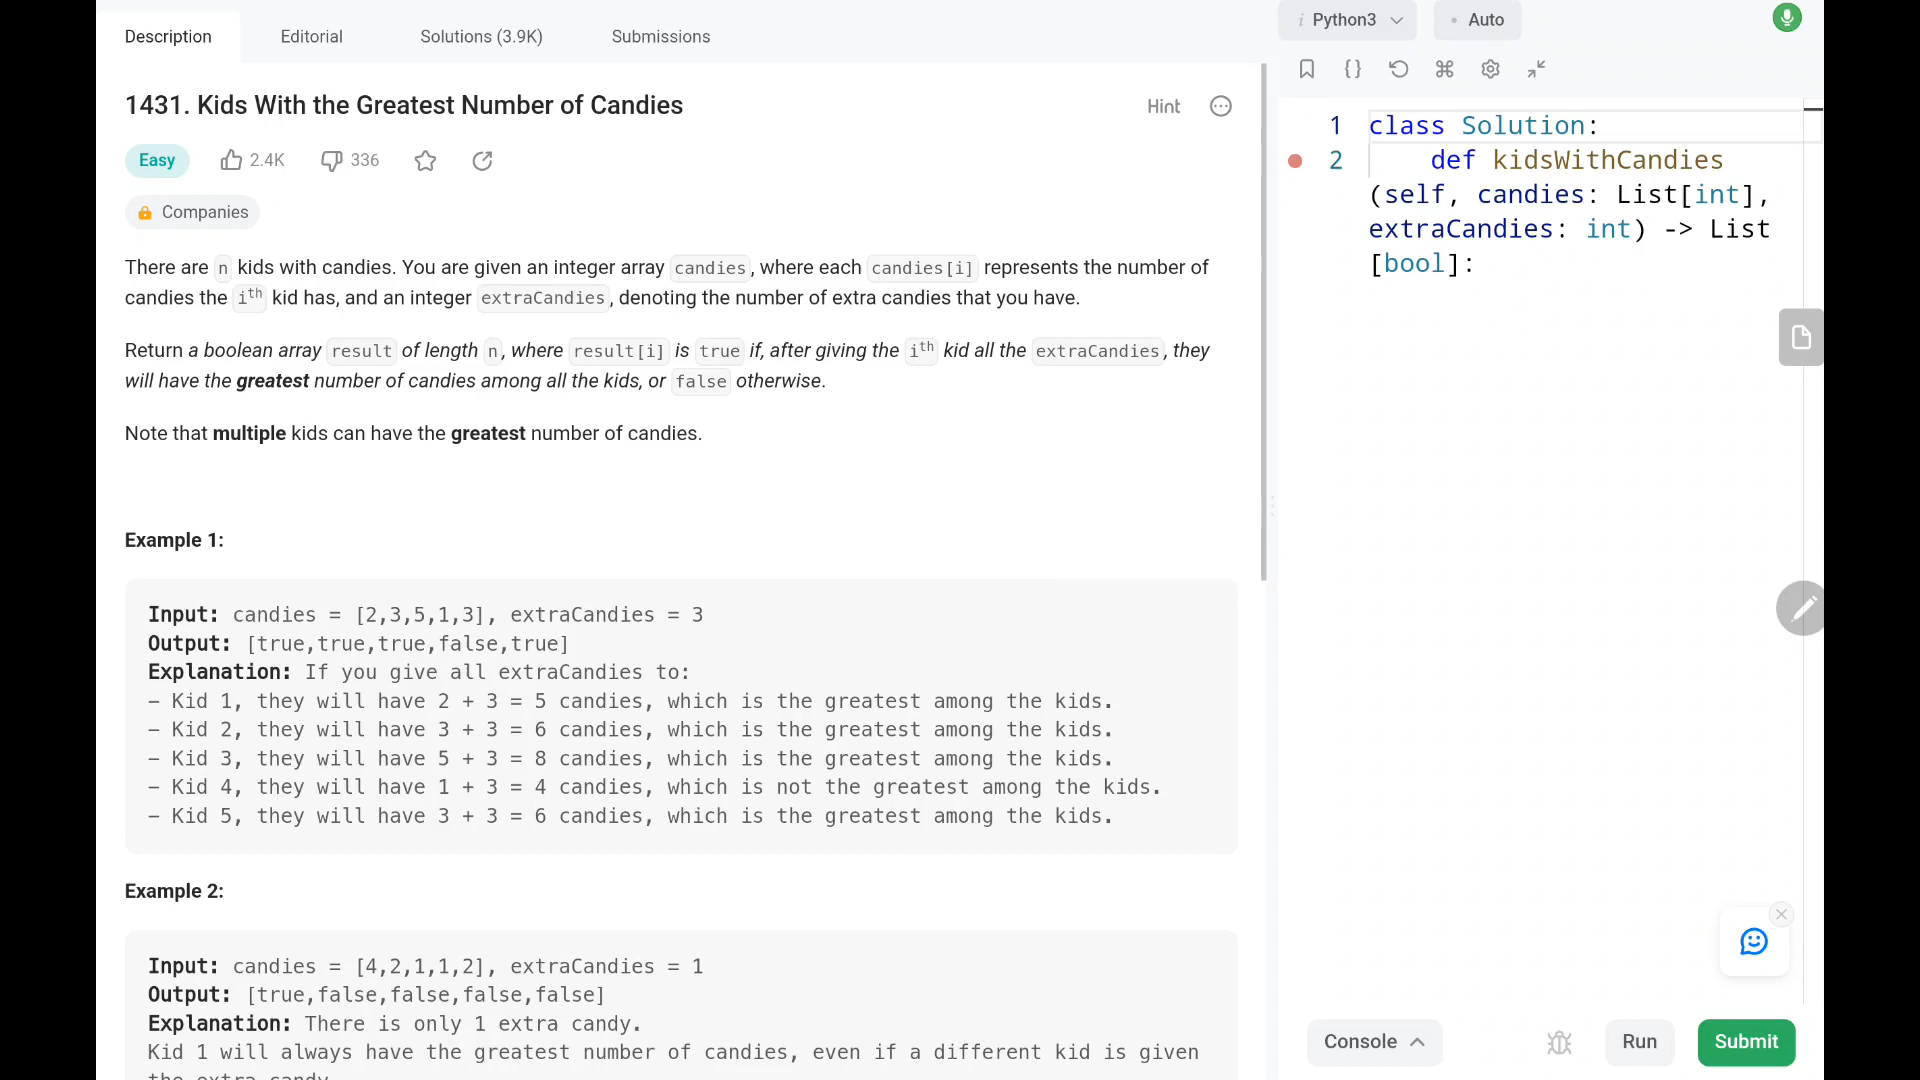 Description Editorial Solutions (3.9K) Submissions
1431. Kids With the Greatest Number of Candies Hint
Easy 2.4K 336
Companies
There are n kids with candies. You are given an integer array candies, where each candies[i] represents the number of
candies the ith kid has, and an integer extraCandies, denoting the number of extra candies that you have.
Return a boolean array result of length n, where result[i] is true if, after giving the ith kid all the extraCandies, they
will have the greatest number of candies among all the kids, or false otherwise.
Note that multiple kids can have the greatest number of candies.
Example 1:
Input: candies = [2,3,5,1,3], extraCandies = 3
Output: [true,true,true,false,true]
Explanation: If you give all extraCandies to:
- Kid 1, they will have 2 + 3 = 5 candies, which is the greatest among the kids.
- Kid 2, they will have 3 + 3 = 6 candies, which is the greatest among the kids.
- Kid 3, they will have 5 + 3 = 8 candies, which is the greatest among the kids.
- Kid 4, they will have 1 + 3 = 4 candies, which is not the greatest among the kids.
- Kid 5, they will have 3 + 3 = 6 candies, which is the greatest among the kids.
Example 2:
Input: candies = [4,2,1,1,2], extraCandies = 1
Output: [true,false,false,false,false]
Explanation: There is only 1 extra candy.
Kid 1 will always have the greatest number of candies, even if a different kid is given
the extra candy.
i Python3 • Auto
{ } ⌘
1 class Solution:
2 def kidsWithCandies
(self, candies: List[int],
extraCandies: int) -> List
[bool]:
Console Run Submit